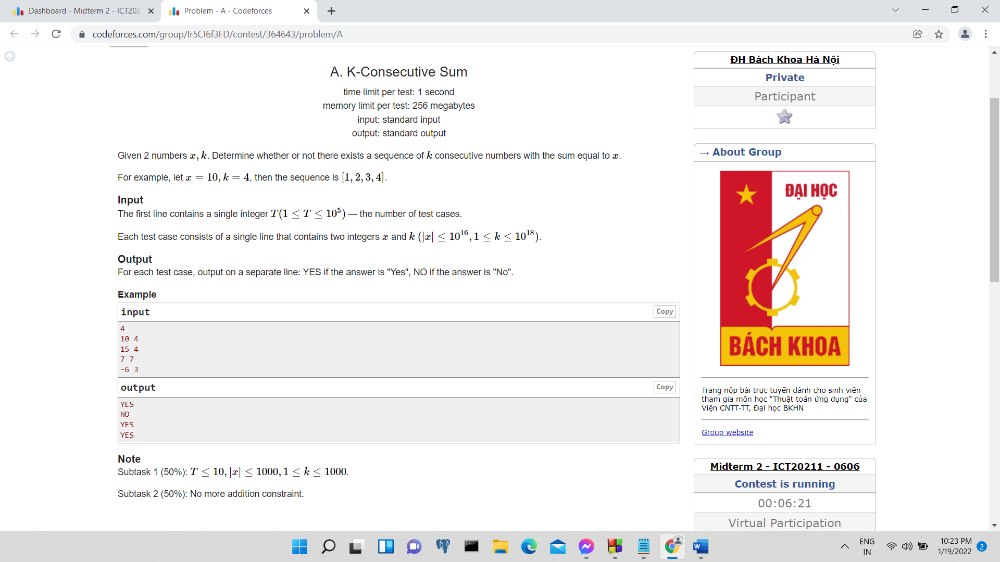 Dashboard - Midterm 2 - ICT202
Problem - A - Codeforces
codeforces.com/group/Ir5CI6f3FD/contest/364643/problem/A
A. K-Consecutive Sum
time limit per test: 1 second
memory limit per test: 256 megabytes
input: standard input
output: standard output
Given 2 numbers x, k. Determine whether or not there exists a sequence of k consecutive numbers with the sum equal to x.
For example, let x = 10, k = 4, then the sequence is [1, 2, 3, 4].
Input
The first line contains a single integer T(1 ≤ T ≤ 10^5) — the number of test cases.
Each test case consists of a single line that contains two integers x and k (|x| ≤ 10^16, 1 ≤ k ≤ 10^18).
Output
For each test case, output on a separate line: YES if the answer is "Yes", NO if the answer is "No".
Example
input
Copy
4
10 4
15 4
7 7
-6 3
output
Copy
YES
NO
YES
YES
Note
Subtask 1 (50%): T ≤ 10, |x| ≤ 1000, 1 ≤ k ≤ 1000.
Subtask 2 (50%): No more addition constraint.
ĐH Bách Khoa Hà Nội
Private
Participant
→ About Group
ĐẠI HỌC
BÁCH KHOA
Trang nộp bài trực tuyến dành cho sinh viên
tham gia môn học "Thuật toán ứng dụng" của
Viện CNTT-TT, Đại học BKHN
Group website
Midterm 2 - ICT20211 - 0606
Contest is running
00:06:21
Virtual Participation
W
ENG
IN
10:23 PM
1/19/2022
2